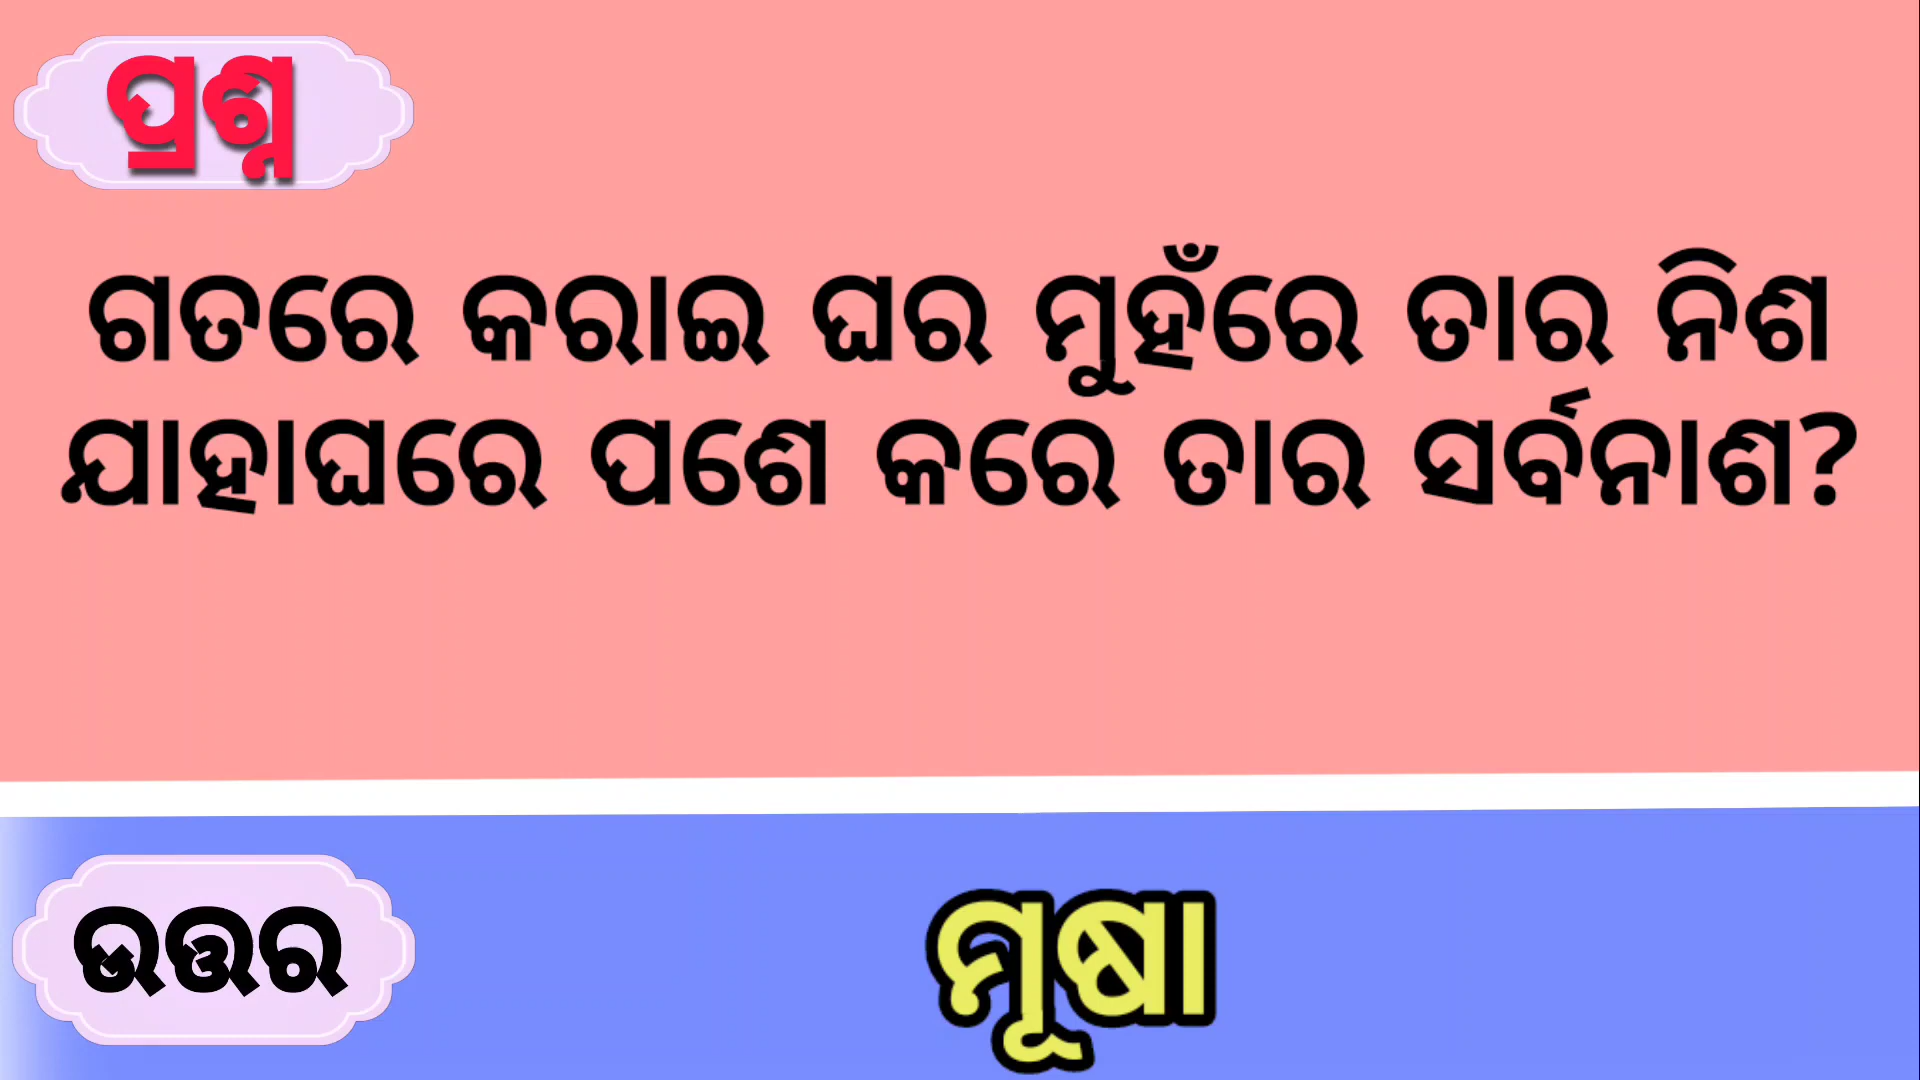 ପ୍ରଶ୍ନ
ଗତରେ କରାଇ ଘର ମୁହଁରେ ତାର ନିଶ
ଯାହାଘରେ ପଶେ କରେ ତାର ସର୍ବନାଶ?
ଉତ୍ତର
ମୂଷା